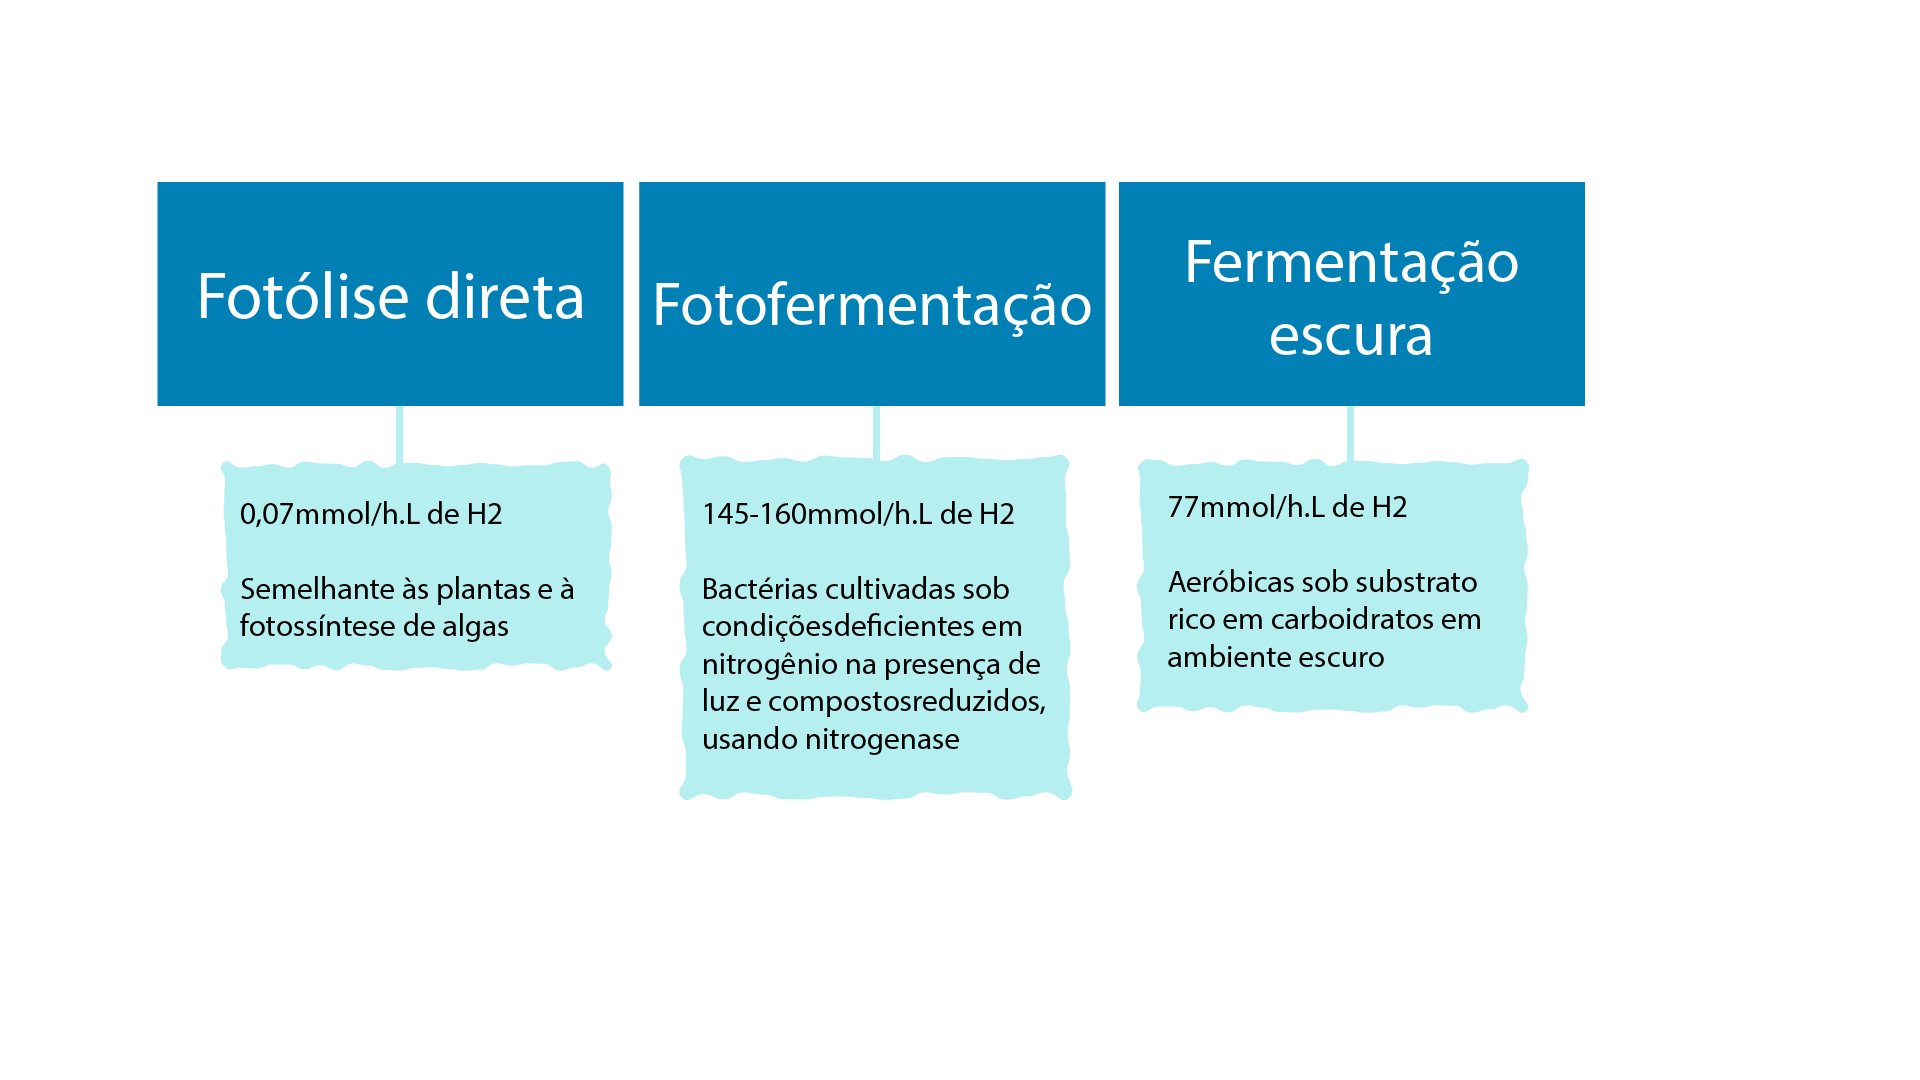 Fotólise direta
Fotofermentação
Fermentação
escura
0,07mmol/h.L de H2
Semelhante às plantas e à
fotossíntese de algas
145-160mmol/h.L de H2
Bactérias cultivadas sob
condiçõesdeficientes em
nitrogênio na presença de
luz e compostosreduzidos,
usando nitrogenase
77mmol/h.L de H2
Aeróbicas sob substrato
rico em carboidratos em
ambiente escuro